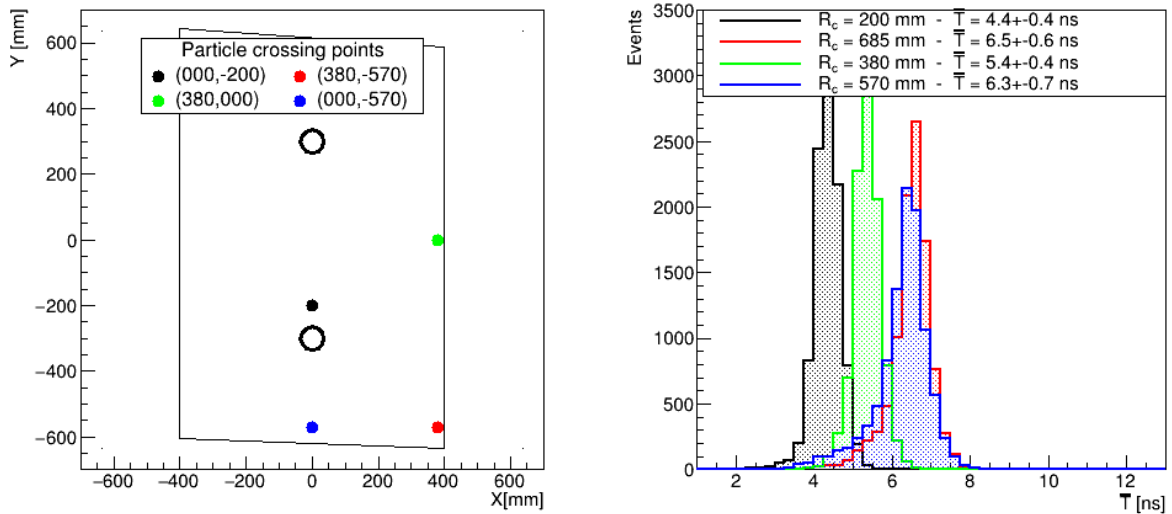 Y [mm]
600
400
200
0
−200
−400
−600
Particle crossing points
(000,-200) (380,-570)
(380,000) (000,-570)
−600 −400 −200 0 200 400 600
X[mm]
Events
3500
3000
2500
2000
1500
1000
500
0
R_c = 200 mm - T̅ = 4.4+-0.4 ns
R_c = 685 mm - T̅ = 6.5+-0.6 ns
R_c = 380 mm - T̅ = 5.4+-0.4 ns
R_c = 570 mm - T̅ = 6.3+-0.7 ns
2 4 6 8 10 12
T̅ [ns]